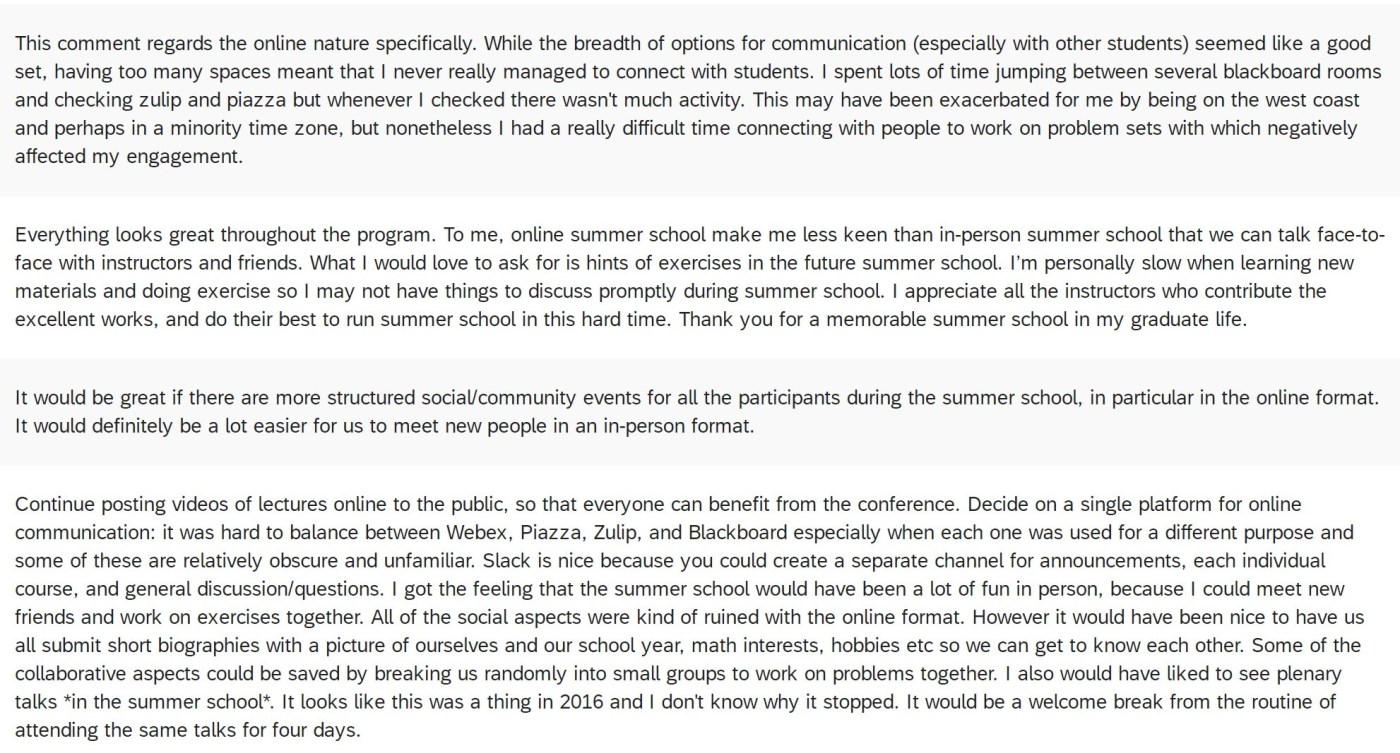 This comment regards the online nature specifically. While the breadth of options for communication (especially with other students) seemed like a good
set, having too many spaces meant that I never really managed to connect with students. I spent lots of time jumping between several blackboard rooms
and checking zulip and piazza but whenever I checked there wasn't much activity. This may have been exacerbated for me by being on the west coast
and perhaps in a minority time zone, but nonetheless I had a really difficult time connecting with people to work on problem sets with which negatively
affected my engagement.
Everything looks great throughout the program. To me, online summer school make me less keen than in-person summer school that we can talk face-to-
face with instructors and friends. What I would love to ask for is hints of exercises in the future summer school. I'm personally slow when learning new
materials and doing exercise so I may not have things to discuss promptly during summer school. I appreciate all the instructors who contribute the
excellent works, and do their best to run summer school in this hard time. Thank you for a memorable summer school in my graduate life.
It would be great if there are more structured social/community events for all the participants during the summer school, in particular in the online format.
It would definitely be a lot easier for us to meet new people in an in-person format.
Continue posting videos of lectures online to the public, so that everyone can benefit from the conference. Decide on a single platform for online
communication: it was hard to balance between Webex, Piazza, Zulip, and Blackboard especially when each one was used for a different purpose and
some of these are relatively obscure and unfamiliar. Slack is nice because you could create a separate channel for announcements, each individual
course, and general discussion/questions. I got the feeling that the summer school would have been a lot of fun in person, because I could meet new
friends and work on exercises together. All of the social aspects were kind of ruined with the online format. However it would have been nice to have us
all submit short biographies with a picture of ourselves and our school year, math interests, hobbies etc so we can get to know each other. Some of the
collaborative aspects could be saved by breaking us randomly into small groups to work on problems together. I also would have liked to see plenary
talks *in the summer school*. It looks like this was a thing in 2016 and I don't know why it stopped. It would be a welcome break from the routine of
attending the same talks for four days.